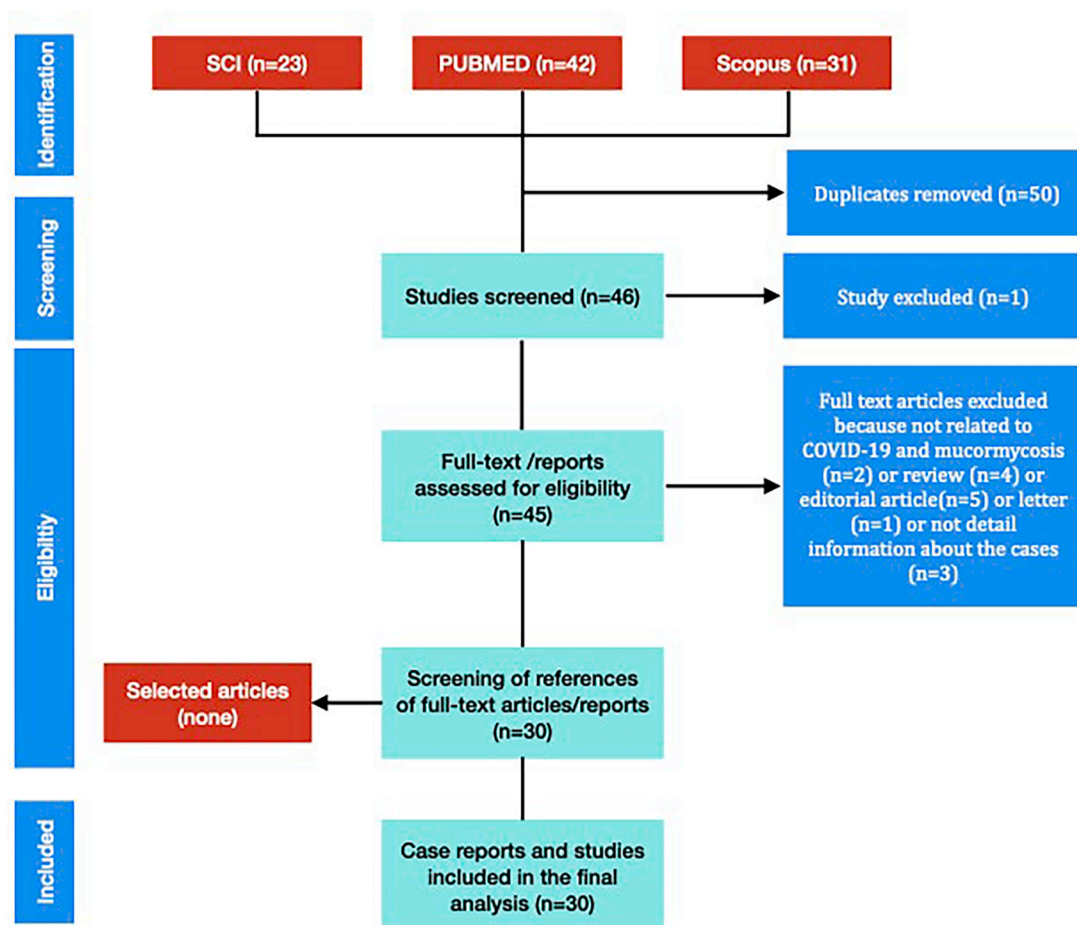 Identification
SCI (n=23)
PUBMED (n=42)
Scopus (n=31)
Duplicates removed (n=50)
Screening
Studies screened (n=46)
Study excluded (n=1)
Eligibiltiy
Full-text /reports
assessed for eligibility
(n=45)
Full text articles excluded
because not related to
COVID-19 and mucormycosis
(n=2) or review (n=4) or
editorial article(n=5) or letter
(n=1) or not detail
information about the cases
(n=3)
Screening of references
of full-text articles/reports
(n=30)
Selected articles
(none)
Included
Case reports and studies
included in the final
analysis (n=30)